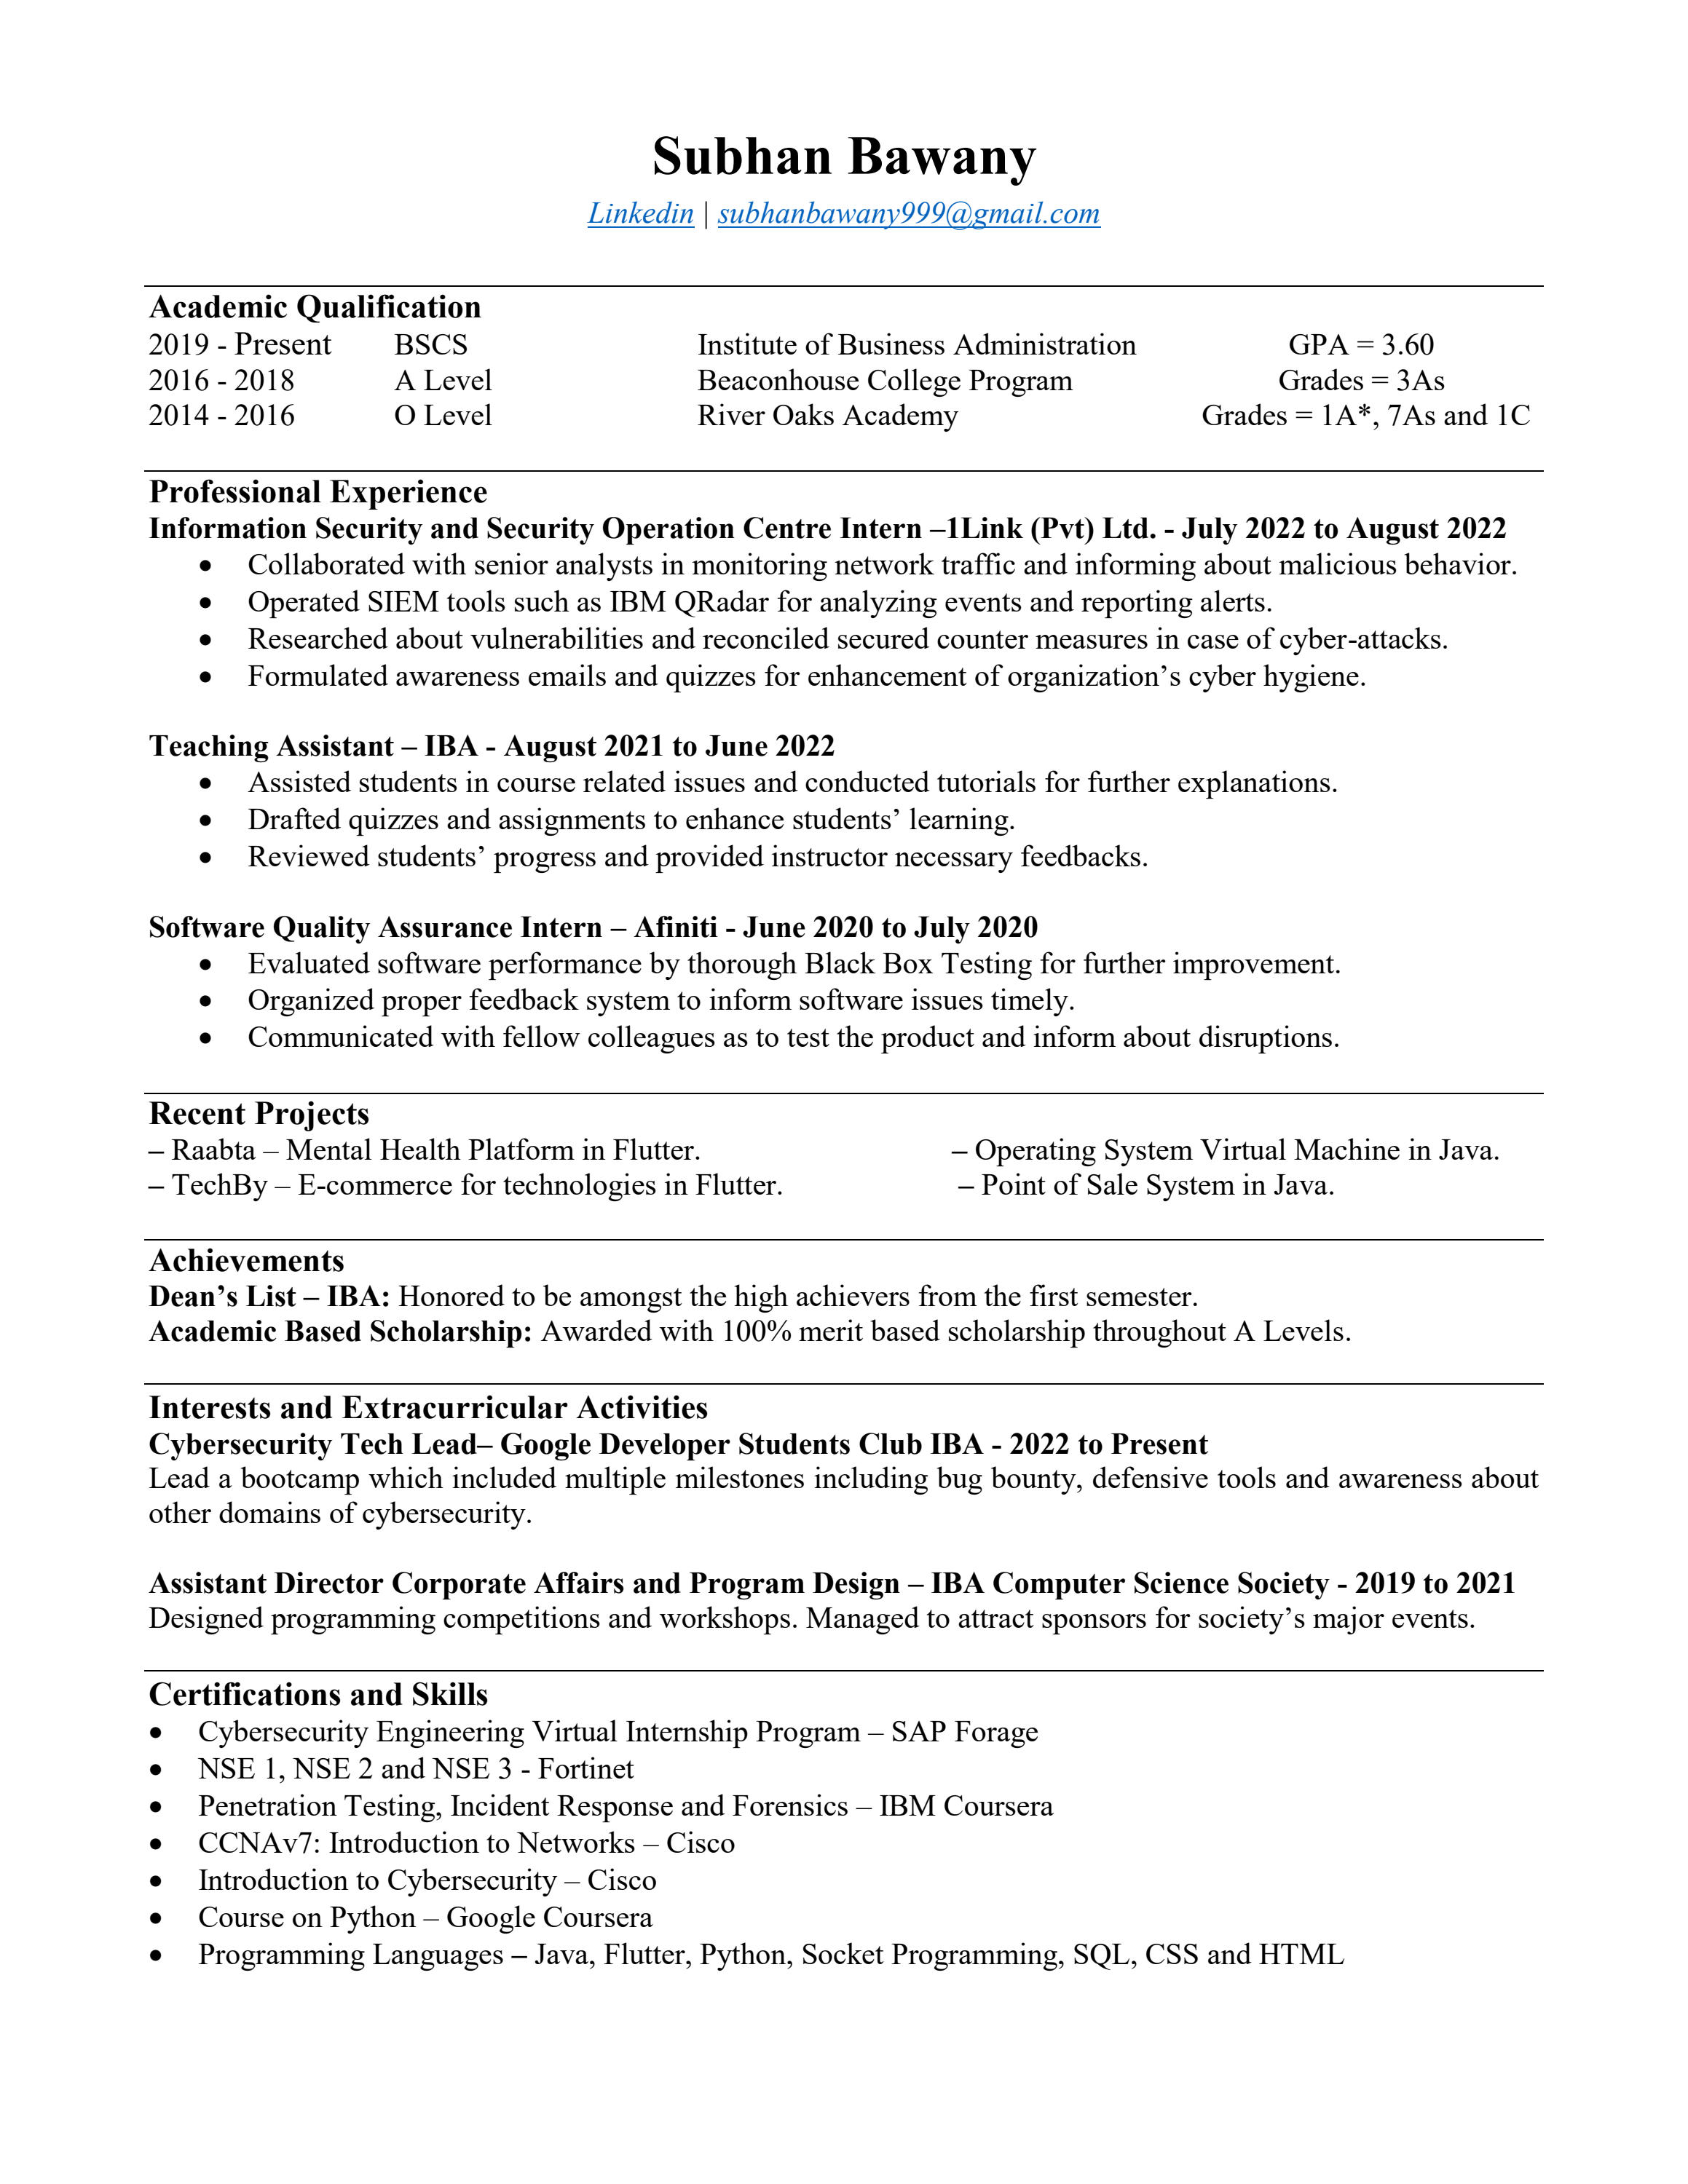 Subhan Bawany
Linkedin | subhanbawany999@gmail.com
Academic Qualification
2019 - Present BSCS Institute of Business Administration GPA = 3.60
2016 - 2018 A Level Beaconhouse College Program Grades = 3As
2014 - 2016 O Level River Oaks Academy Grades = 1A*, 7As and 1C
Professional Experience
Information Security and Security Operation Centre Intern –1Link (Pvt) Ltd. - July 2022 to August 2022
• Collaborated with senior analysts in monitoring network traffic and informing about malicious behavior.
• Operated SIEM tools such as IBM QRadar for analyzing events and reporting alerts.
• Researched about vulnerabilities and reconciled secured counter measures in case of cyber-attacks.
• Formulated awareness emails and quizzes for enhancement of organization’s cyber hygiene.
Teaching Assistant – IBA - August 2021 to June 2022
• Assisted students in course related issues and conducted tutorials for further explanations.
• Drafted quizzes and assignments to enhance students’ learning.
• Reviewed students’ progress and provided instructor necessary feedbacks.
Software Quality Assurance Intern – Afiniti - June 2020 to July 2020
• Evaluated software performance by thorough Black Box Testing for further improvement.
• Organized proper feedback system to inform software issues timely.
• Communicated with fellow colleagues as to test the product and inform about disruptions.
Recent Projects
– Raabta – Mental Health Platform in Flutter. – Operating System Virtual Machine in Java.
– TechBy – E-commerce for technologies in Flutter. – Point of Sale System in Java.
Achievements
Dean’s List – IBA: Honored to be amongst the high achievers from the first semester.
Academic Based Scholarship: Awarded with 100% merit based scholarship throughout A Levels.
Interests and Extracurricular Activities
Cybersecurity Tech Lead– Google Developer Students Club IBA - 2022 to Present
Lead a bootcamp which included multiple milestones including bug bounty, defensive tools and awareness about
other domains of cybersecurity.
Assistant Director Corporate Affairs and Program Design – IBA Computer Science Society - 2019 to 2021
Designed programming competitions and workshops. Managed to attract sponsors for society’s major events.
Certifications and Skills
• Cybersecurity Engineering Virtual Internship Program – SAP Forage
• NSE 1, NSE 2 and NSE 3 - Fortinet
• Penetration Testing, Incident Response and Forensics – IBM Coursera
• CCNAv7: Introduction to Networks – Cisco
• Introduction to Cybersecurity – Cisco
• Course on Python – Google Coursera
• Programming Languages – Java, Flutter, Python, Socket Programming, SQL, CSS and HTML